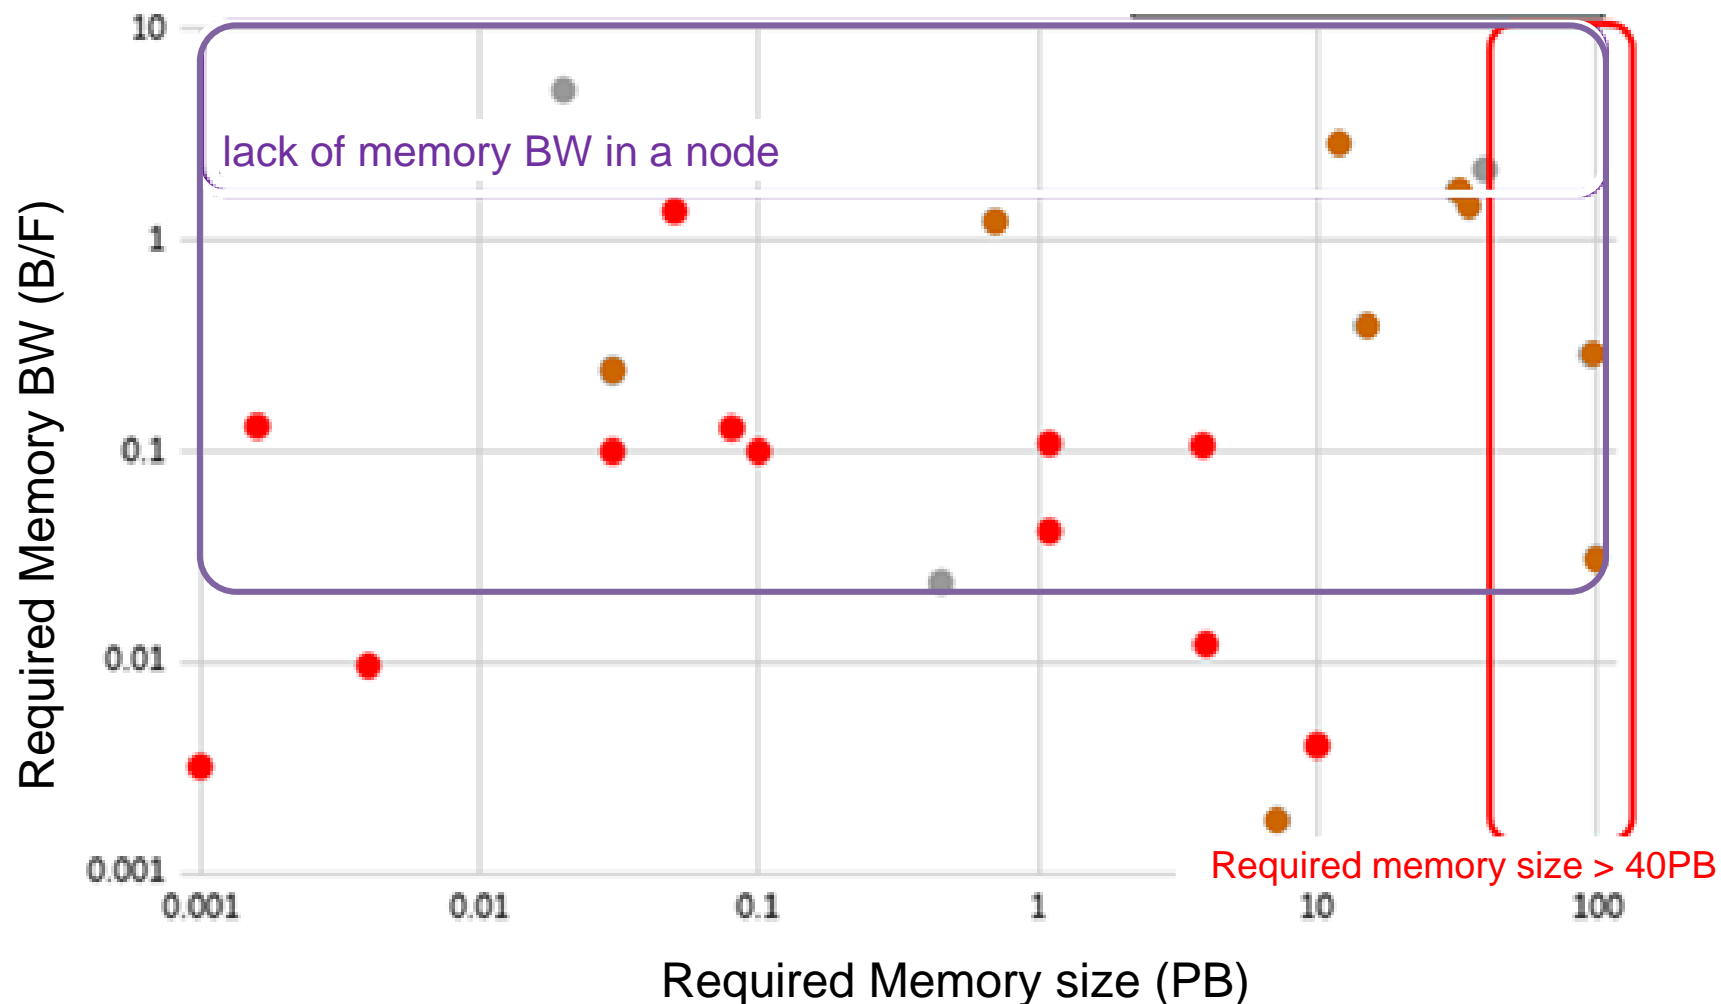 10
lack of memory BW in a node
1
0.1
0.01
0.001
Required Memory BW (B/F)
Required memory size > 40PB
0.001 0.01 0.1 1 10 100
Required Memory size (PB)